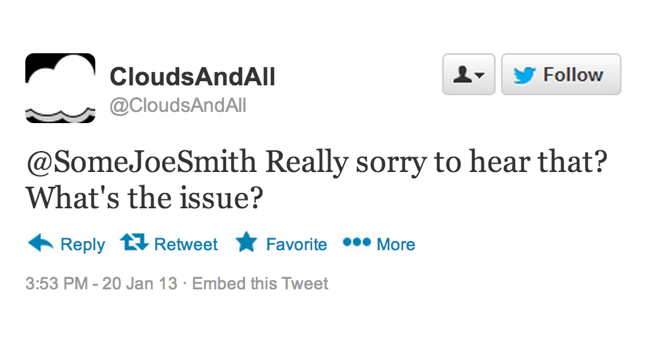 CloudsAndAll
@CloudsAndAll
Follow
@SomeJoeSmith Really sorry to hear that?
What's the issue?
Reply Retweet Favorite More
3:53 PM - 20 Jan 13 · Embed this Tweet